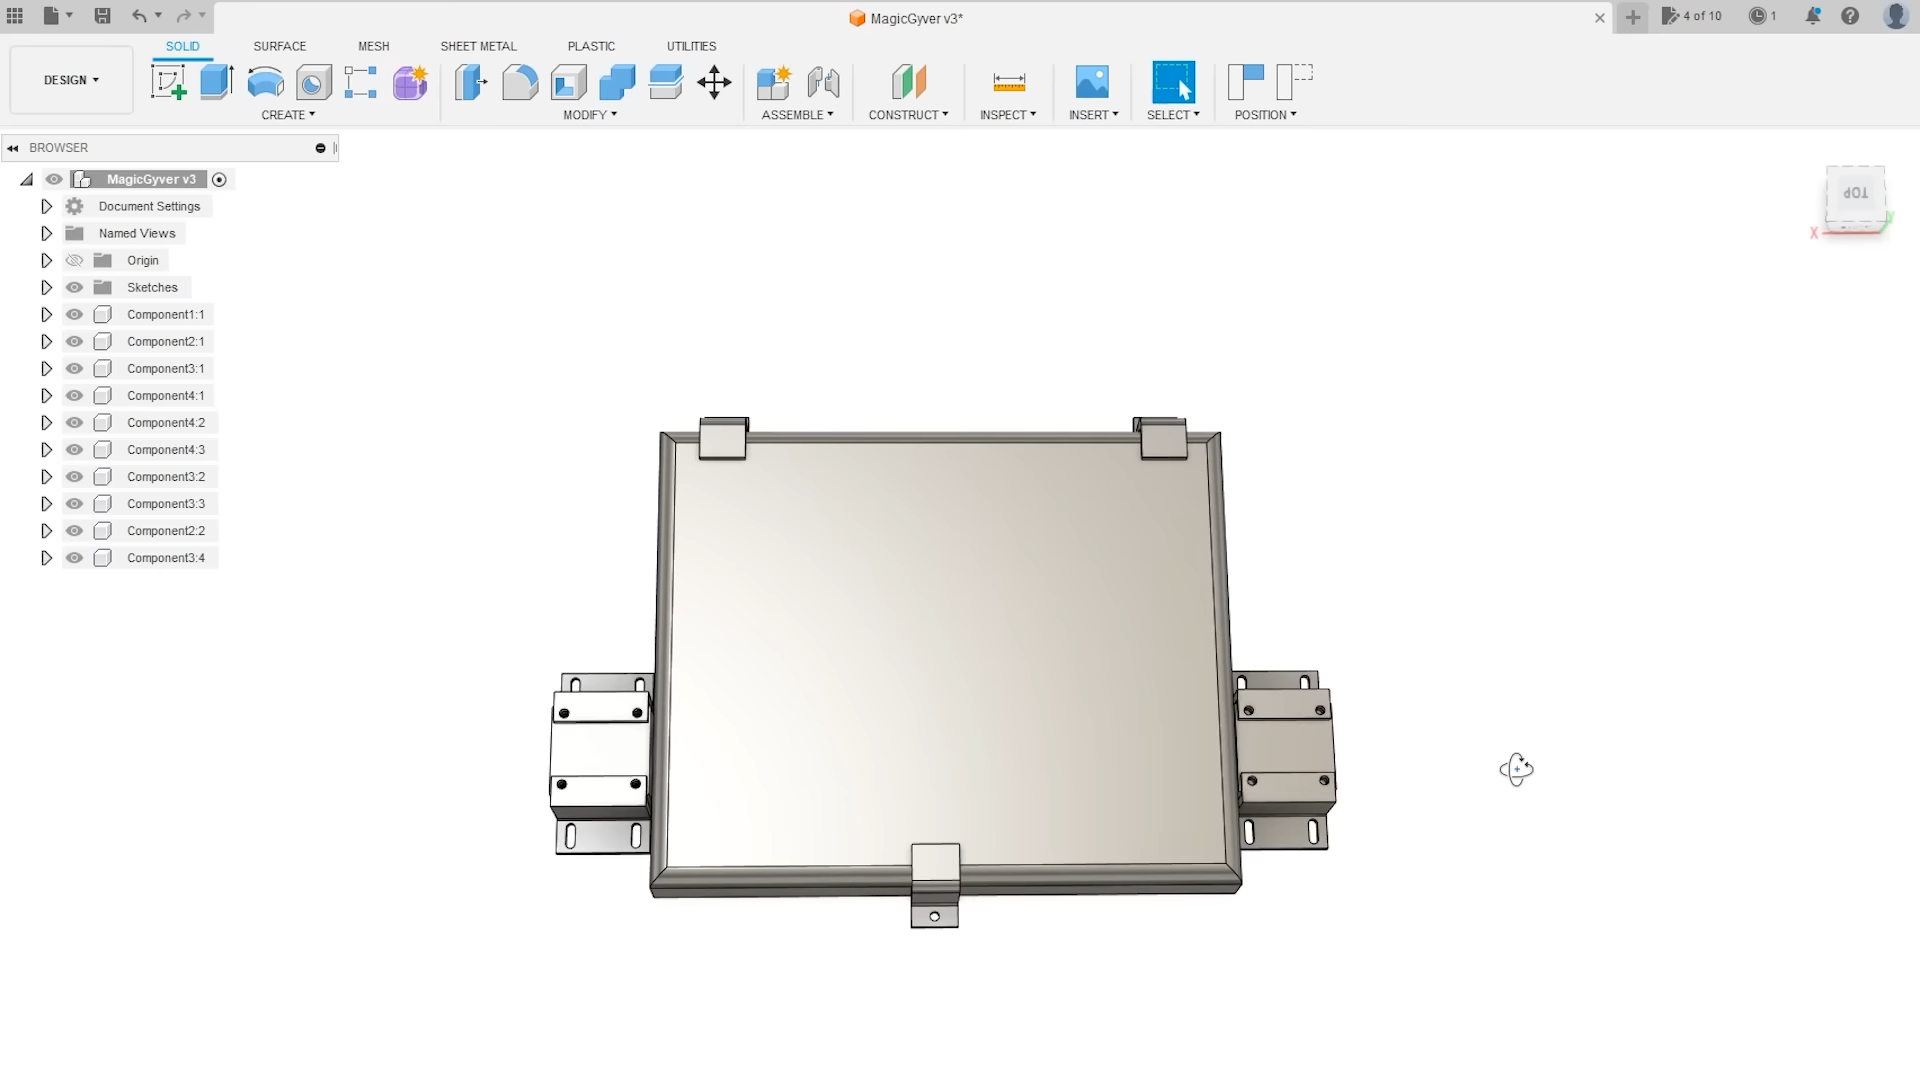 MagicGyver v3*
4 of 10
1
SOLID
SURFACE
MESH
SHEET METAL
PLASTIC
UTILITIES
DESIGN
CREATE
MODIFY
ASSEMBLE
CONSTRUCT
INSPECT
INSERT
SELECT
POSITION
BROWSER
MagicGyver v3
Document Settings
Named Views
Origin
Sketches
Component1:1
Component2:1
Component3:1
Component4:1
Component4:2
Component4:3
Component3:2
Component3:3
Component2:2
Component3:4
TOP
X
Y